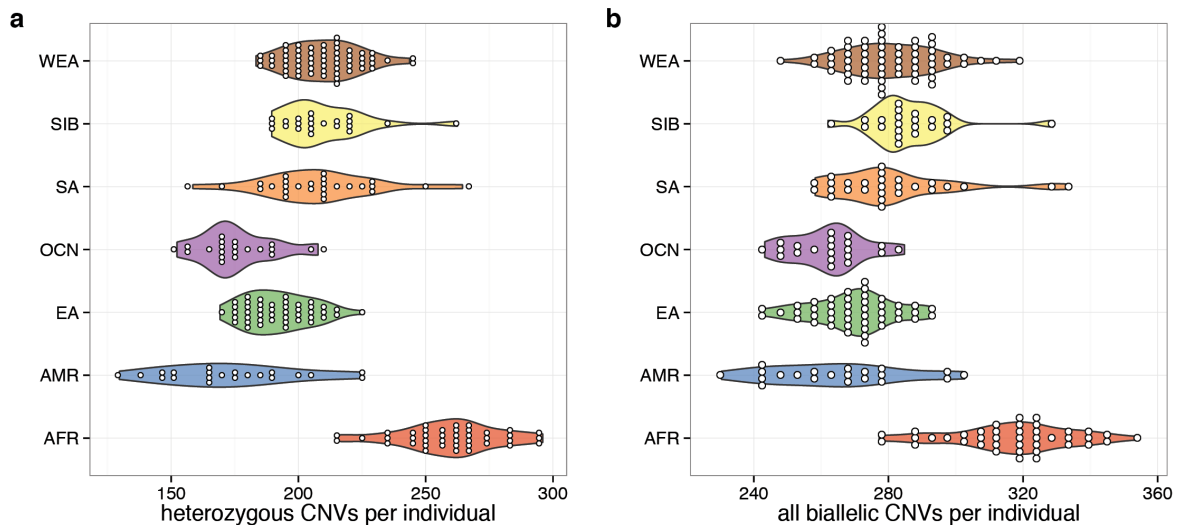 a
WEA
SIB
SA
OCN
EA
AMR
AFR
150 200 250 300
heterozygous CNVs per individual
b
WEA
SIB
SA
OCN
EA
AMR
AFR
240 280 320 360
all biallelic CNVs per individual